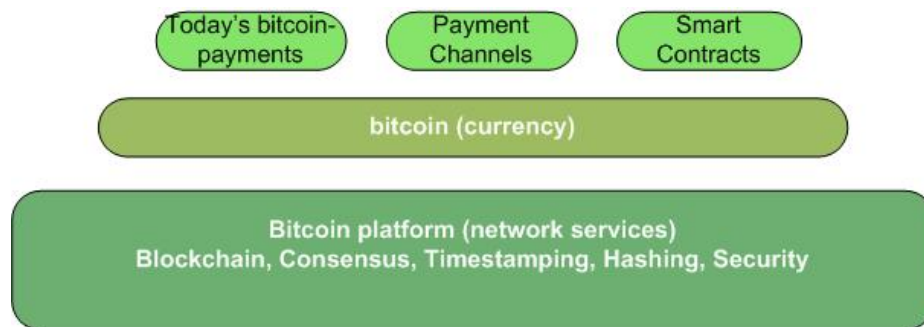 Today's bitcoin-
payments
Payment
Channels
Smart
Contracts
bitcoin (currency)
Bitcoin platform (network services)
Blockchain, Consensus, Timestamping, Hashing, Security